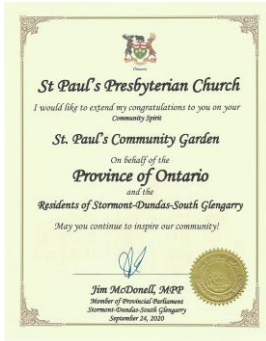 St Paul's Presbyterian Church
I would like to extend my congratulations to you on your
Community Spirit
St. Paul's Community Garden
On behalf of the
Province of Ontario
and the
Residents of Stormont-Dundas-South Glengarry
May you continue to inspire our community!
Jim McDonell, MPP
Member of Provincial Parliament
Stormont-Dundas-South Glengarry
September 24, 2020